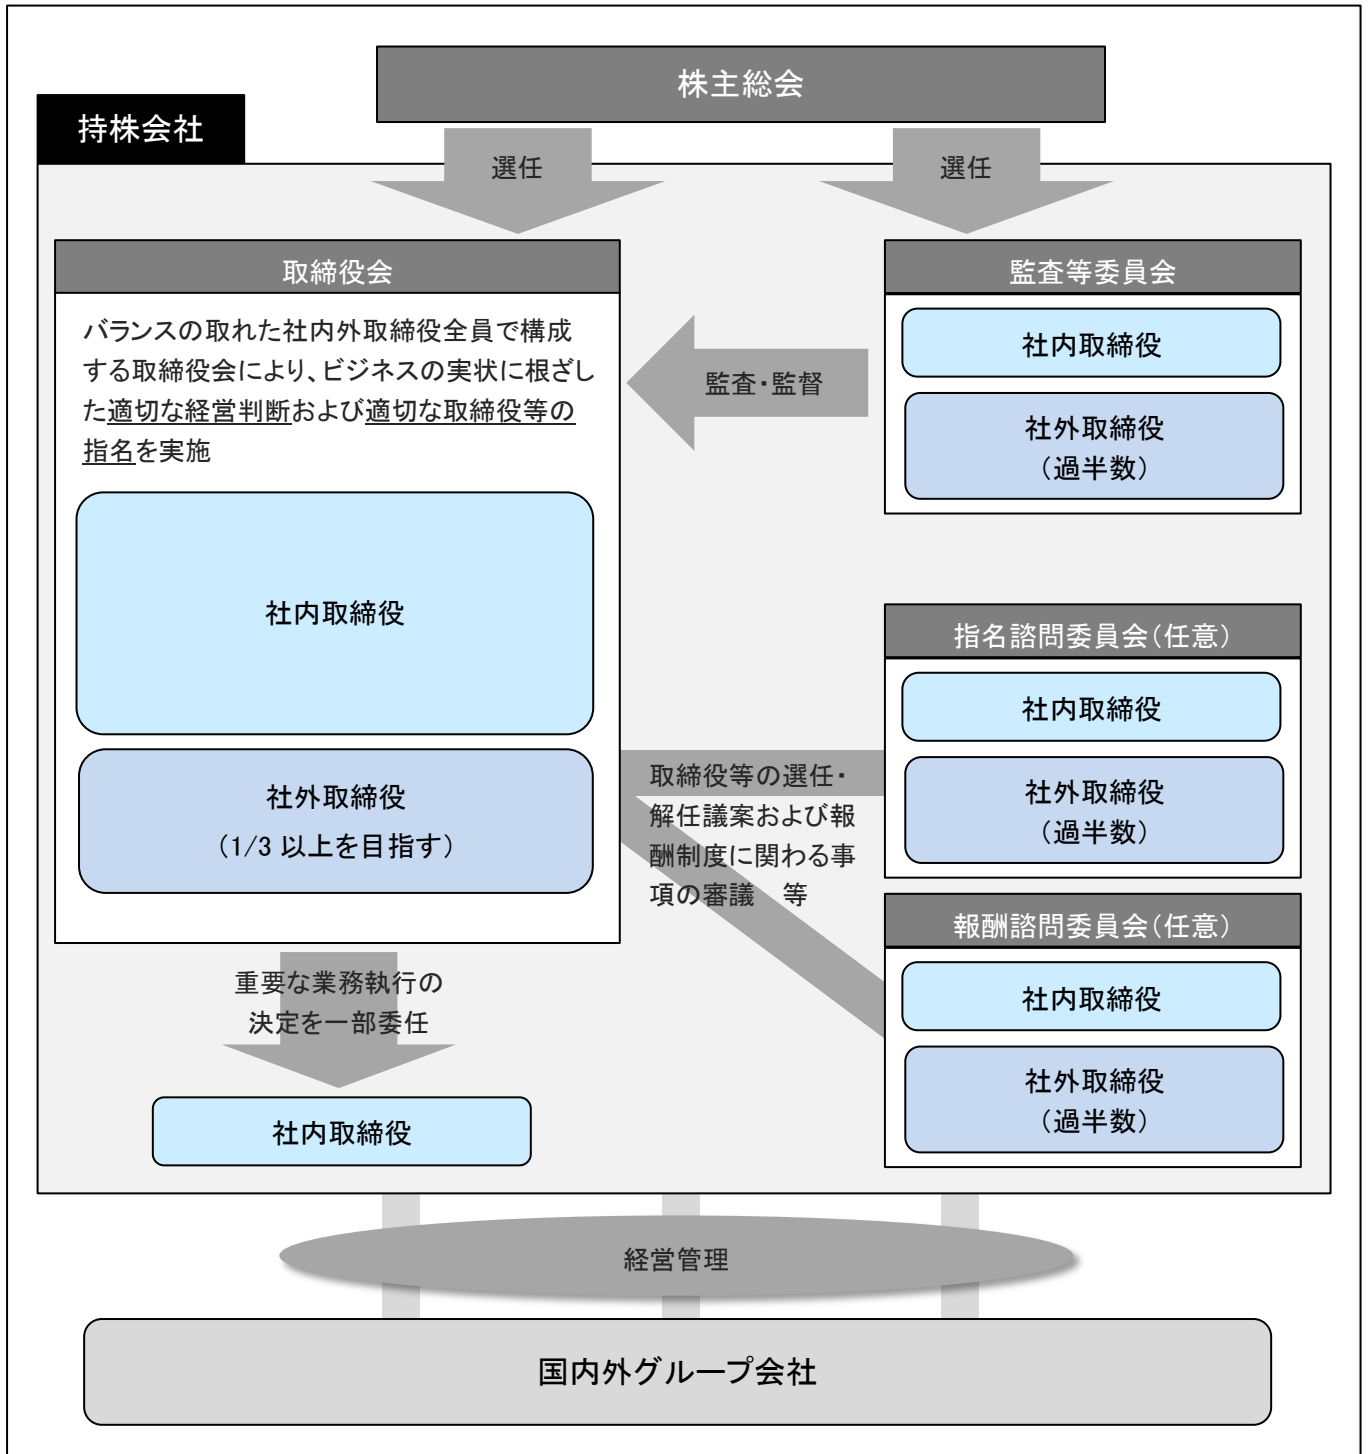 株主総会
持株会社
選任
選任
取締役会
バランスの取れた社内外取締役全員で構成
する取締役会により、ビジネスの実状に根ざし
た適切な経営判断および適切な取締役等の
指名を実施
社内取締役
社外取締役
（1/3 以上を目指す）
監査・監督
監査等委員会
社内取締役
社外取締役
（過半数）
指名諮問委員会（任意）
社内取締役
社外取締役
（過半数）
取締役等の選任・
解任議案および報
酬制度に関わる事
項の審議　等
報酬諮問委員会（任意）
社内取締役
社外取締役
（過半数）
重要な業務執行の
決定を一部委任
社内取締役
経営管理
国内外グループ会社